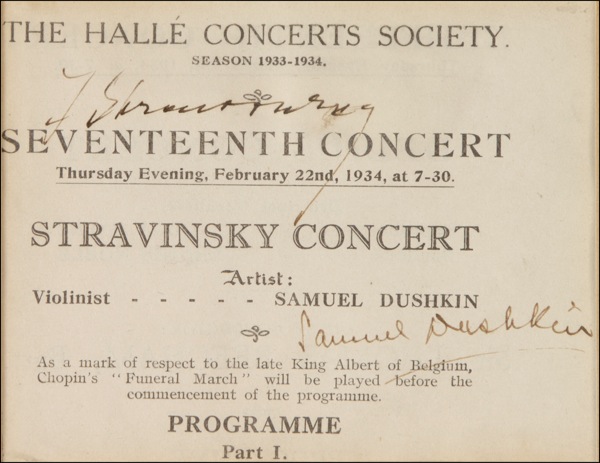 THE HALLÉ CONCERTS SOCIETY.
SEASON 1933-1934.
I Strawinsky
SEVENTEENTH CONCERT
Thursday Evening, February 22nd, 1934, at 7-30.
STRAVINSKY CONCERT
Artist:
Violinist - - - - - SAMUEL DUSHKIN
Samuel Dushkin
As a mark of respect to the late King Albert of Belgium,
Chopin's "Funeral March" will be played before the
commencement of the programme.
PROGRAMME
Part I.